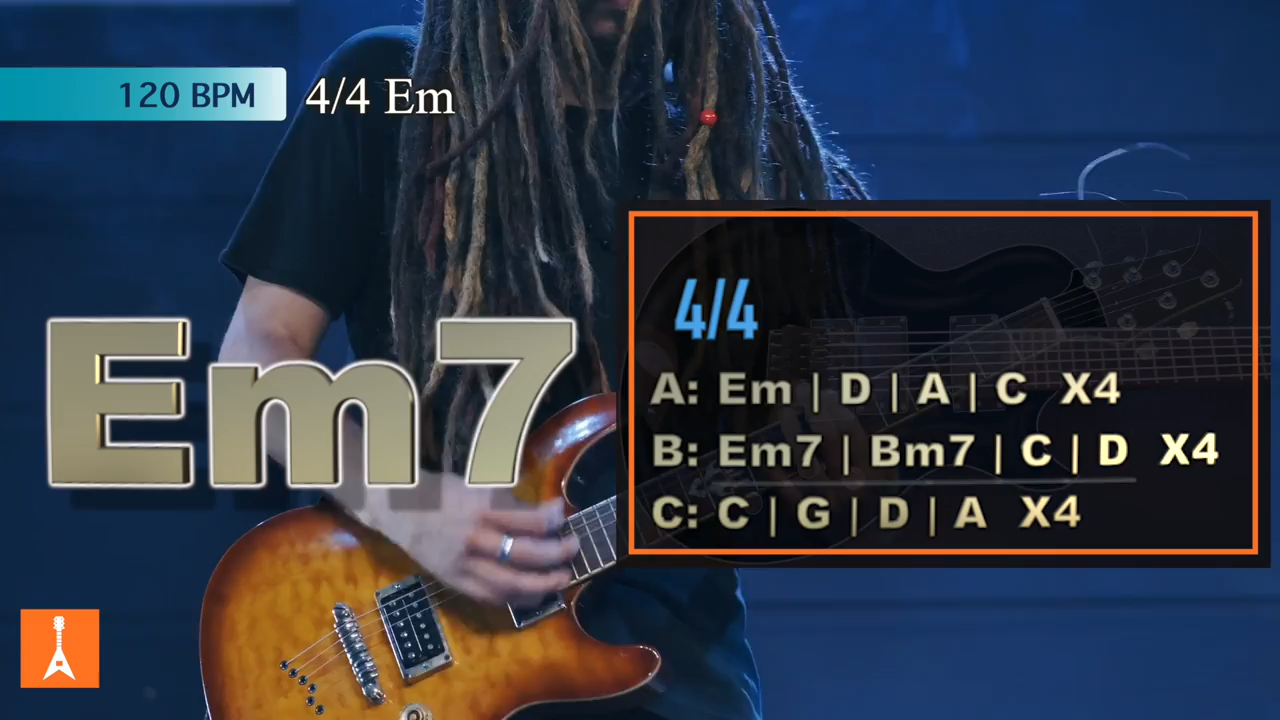 120 BPM
4/4 Em
Em7
4/4
A: Em | D | A | C X4
B: Em7 | Bm7 | C | D X4
C: C | G | D | A X4